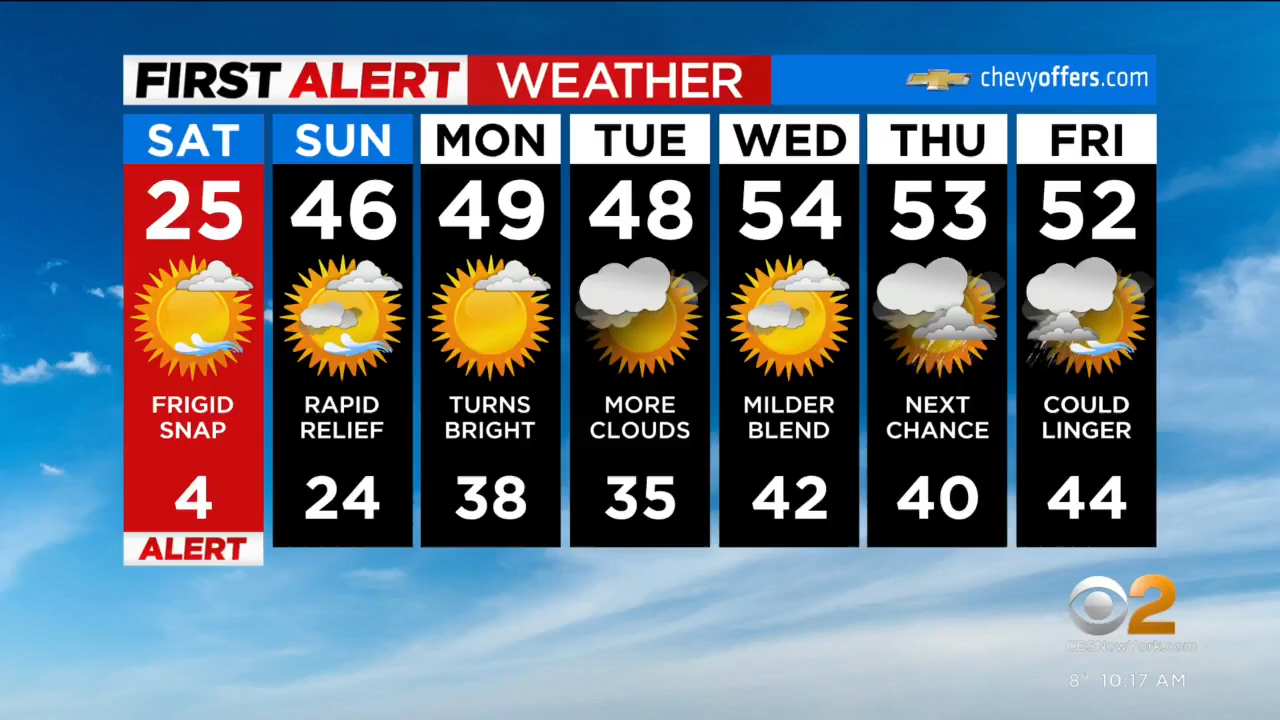 FIRST ALERT WEATHER
chevyoffers.com
SAT SUN MON TUE WED THU FRI
25 46 49 48 54 53 52
FRIGID SNAP
RAPID RELIEF
TURNS BRIGHT
MORE CLOUDS
MILDER BLEND
NEXT CHANCE
COULD LINGER
4 24 38 35 42 40 44
ALERT
2
CBSNewYork.com
8° 10:17 AM